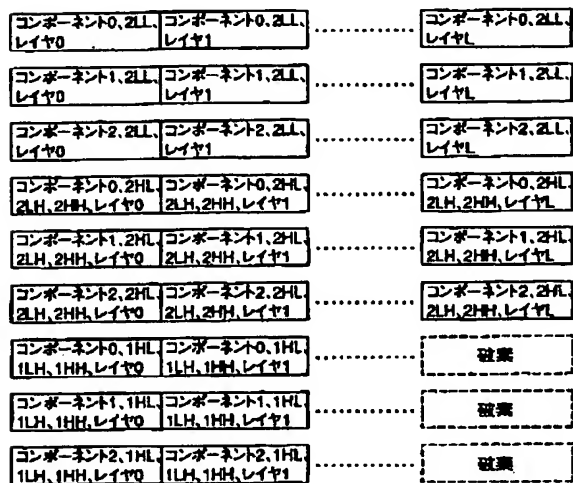 コンポーネント0、2LL、 コンポーネント0、2LL、 コンポーネント0、2LL、
レイヤ0 レイヤ1 ‥‥‥‥‥ レイヤL
コンポーネント1、2LL、 コンポーネント1、2LL、 コンポーネント1、2LL、
レイヤ0 レイヤ1 ‥‥‥‥‥ レイヤL
コンポーネント2、2LL、 コンポーネント2、2LL、 コンポーネント2、2LL、
レイヤ0 レイヤ1 ‥‥‥‥‥ レイヤL
コンポーネント0、2HL、 コンポーネント0、2HL、 コンポーネント0、2HL、
2LH、2HH、レイヤ0 2LH、2HH、レイヤ1 ‥‥‥‥‥ 2LH、2HH、レイヤL
コンポーネント1、2HL、 コンポーネント1、2HL、 コンポーネント1、2HL、
2LH、2HH、レイヤ0 2LH、2HH、レイヤ1 ‥‥‥‥‥ 2LH、2HH、レイヤL
コンポーネント2、2HL、 コンポーネント2、2HL、 コンポーネント2、2HL、
2LH、2HH、レイヤ0 2LH、2HH、レイヤ1 ‥‥‥‥‥ 2LH、2HH、レイヤL
コンポーネント0、1HL、 コンポーネント0、1HL、
1LH、1HH、レイヤ0 1LH、1HH、レイヤ1 ‥‥‥‥‥ 破棄
コンポーネント1、1HL、 コンポーネント1、1HL、
1LH、1HH、レイヤ0 1LH、1HH、レイヤ1 ‥‥‥‥‥ 破棄
コンポーネント2、1HL、 コンポーネント2、1HL、
1LH、1HH、レイヤ0 1LH、1HH、レイヤ1 ‥‥‥‥‥ 破棄